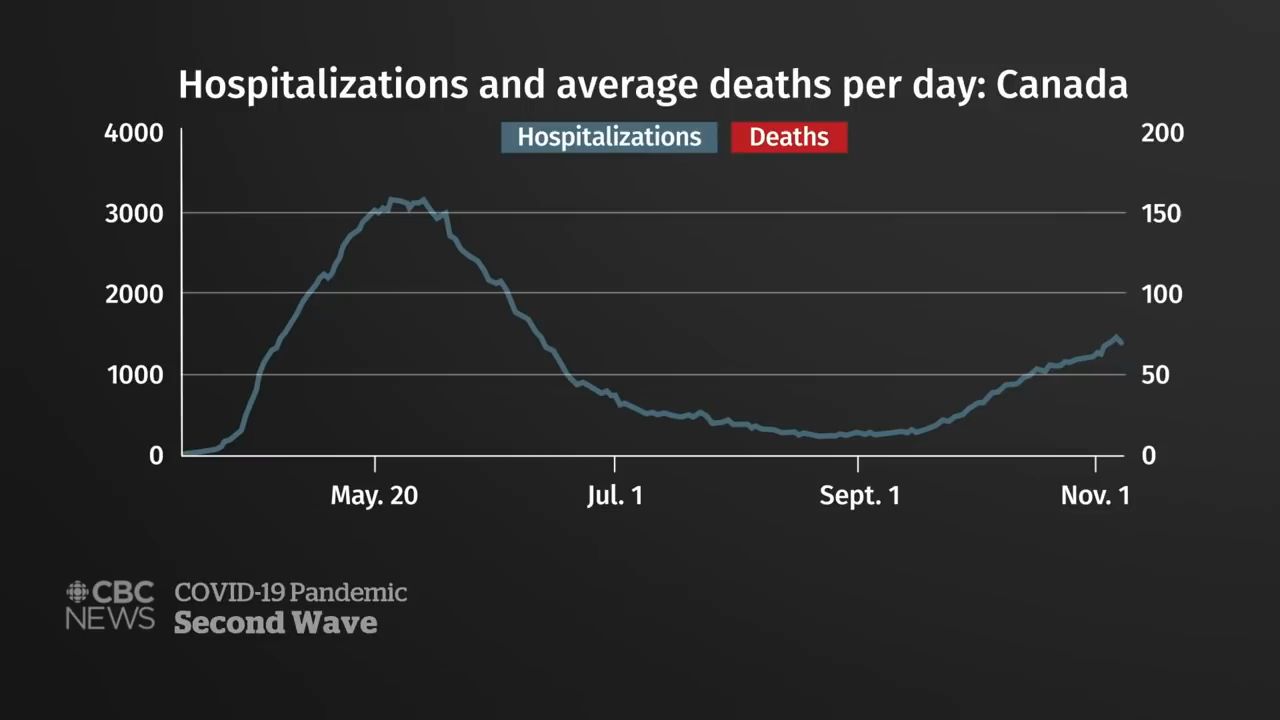 Hospitalizations and average deaths per day: Canada
Hospitalizations Deaths
4000 200
3000 150
2000 100
1000 50
0 0
May. 20 Jul. 1 Sept. 1 Nov. 1
CBC NEWS
COVID-19 Pandemic
Second Wave